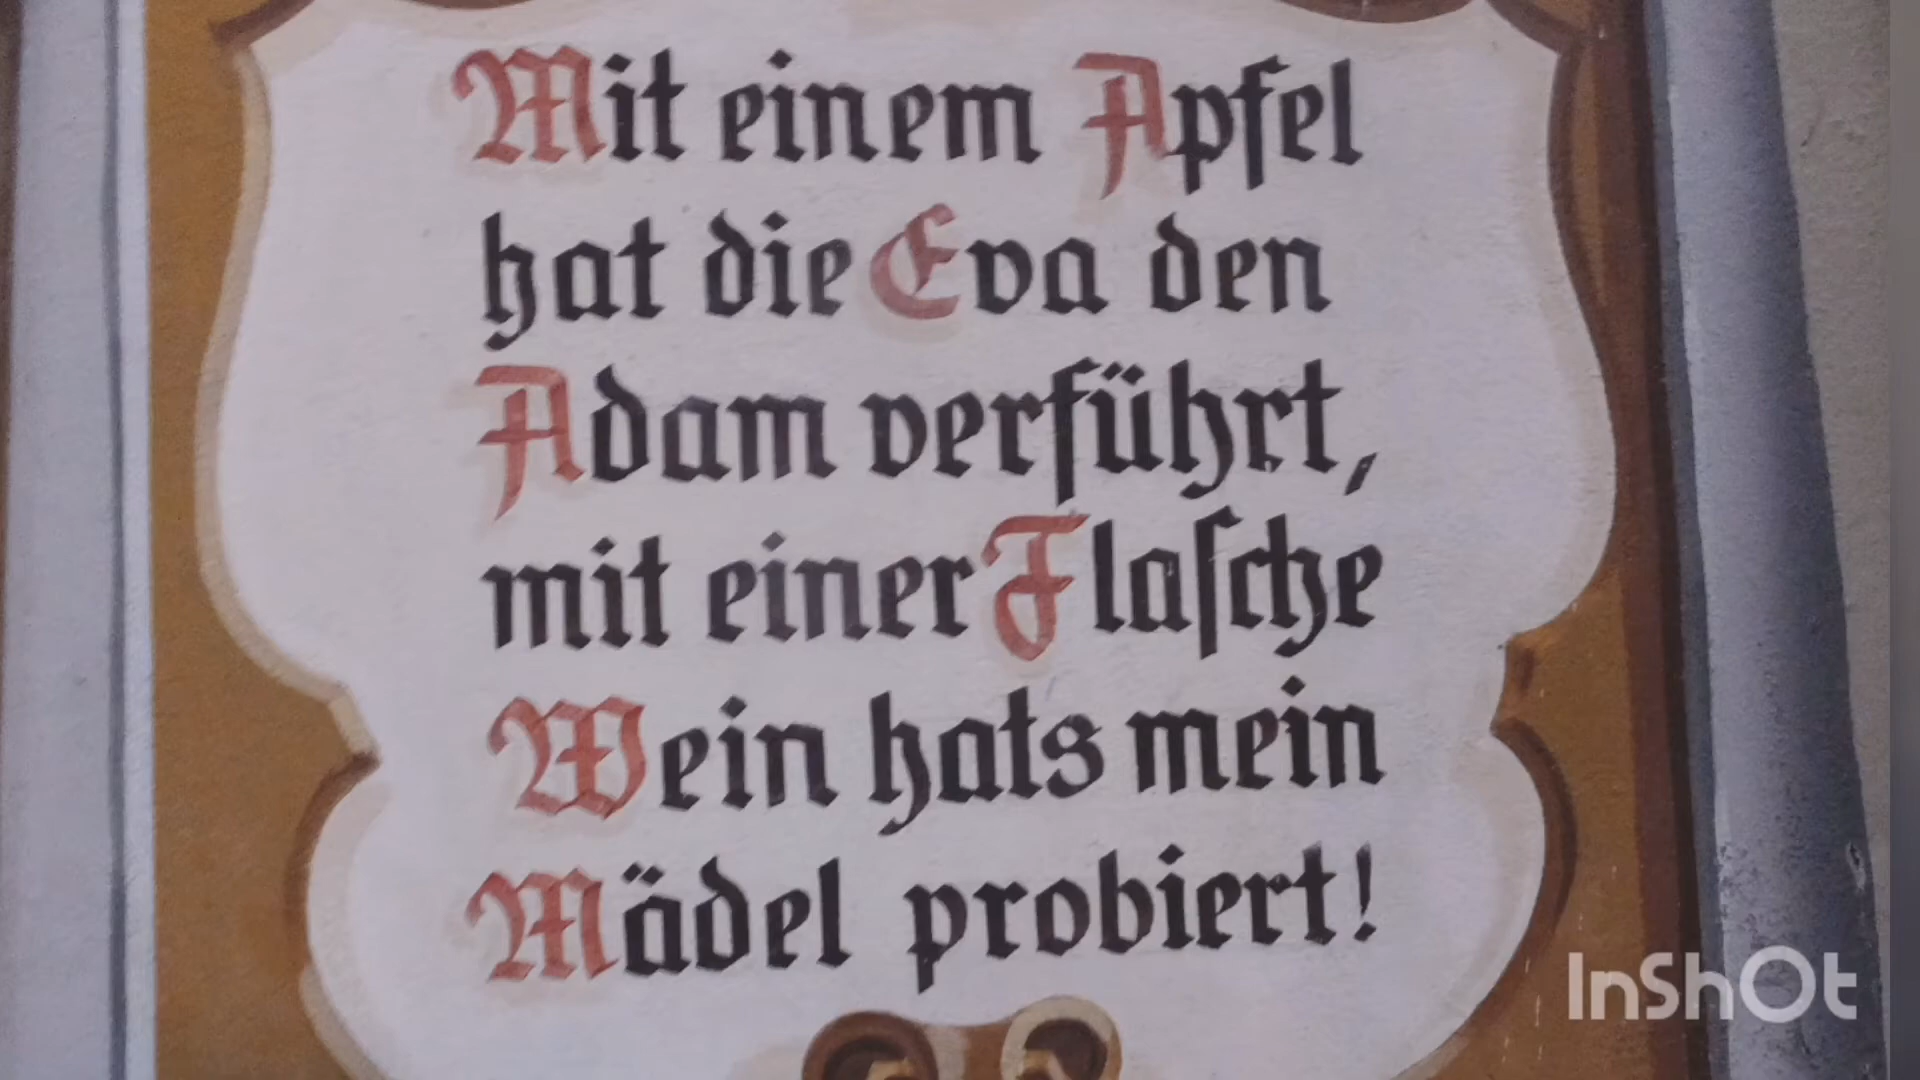 Mit einem Apfel
hat die Eva den
Adam verführt,
mit einer Flaſche
Wein hats mein
Mädel probiert!
InShOt